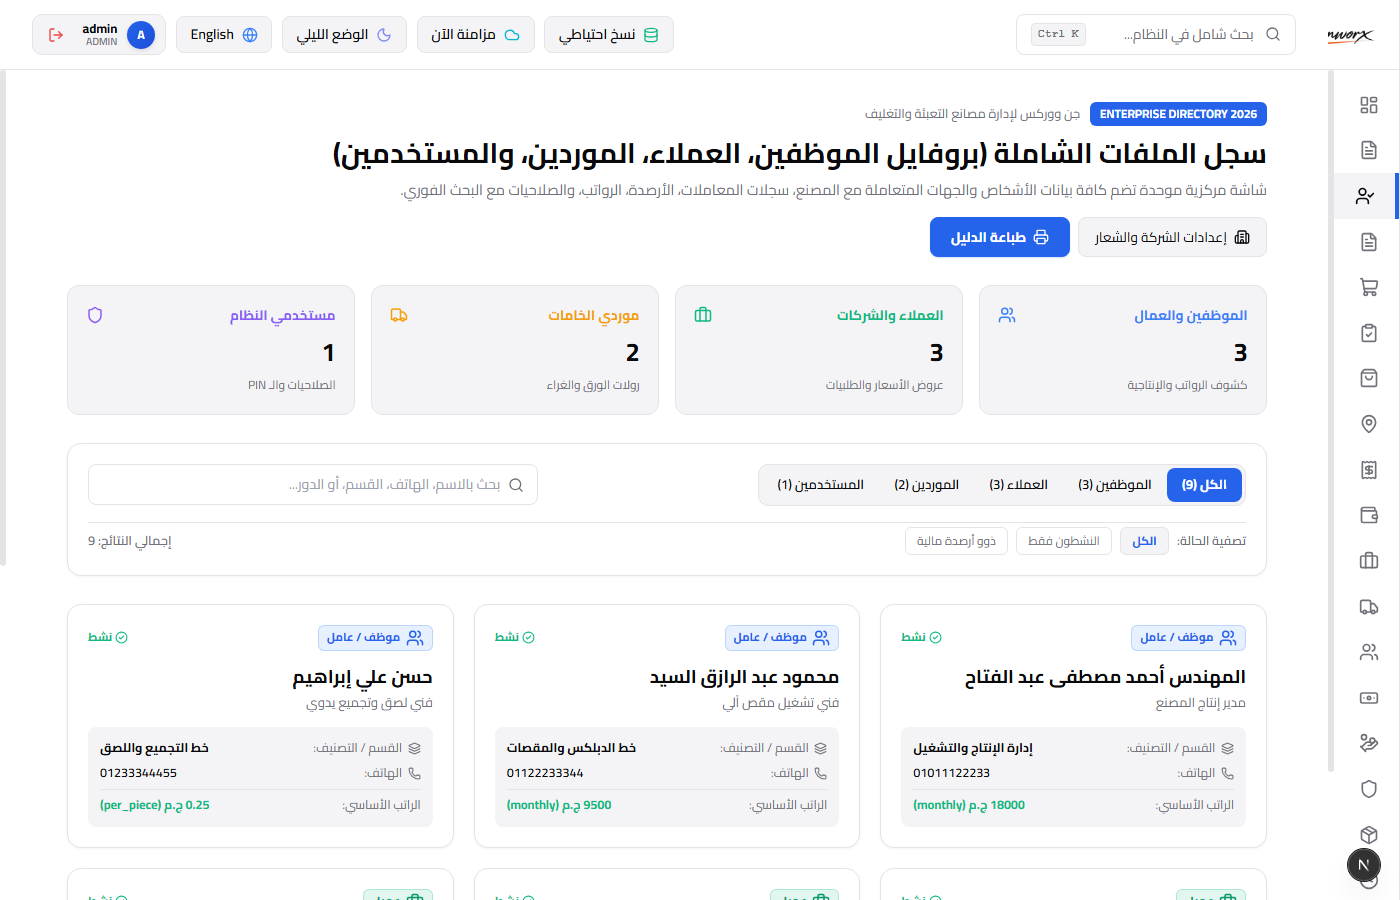 nworx
بحث شامل في النظام...
Ctrl K
نسخ احتياطي
مزامنة الآن
الوضع الليلي
English
A
admin
ADMIN
ENTERPRISE DIRECTORY 2026
جن ووركس لإدارة مصانع التعبئة والتغليف
سجل الملفات الشاملة (بروفايل الموظفين، العملاء، الموردين، والمستخدمين)
شاشة مركزية موحدة تضم كافة بيانات الأشخاص والجهات المتعاملة مع المصنع، سجلات المعاملات، الأرصدة، الرواتب، والصلاحيات مع البحث الفوري.
إعدادات الشركة والشعار
طباعة الدليل
الموظفين والعمال
3
كشوف الرواتب والإنتاجية
العملاء والشركات
3
عروض الأسعار والطلبيات
موردي الخامات
2
رولات الورق والغراء
مستخدمي النظام
1
الصلاحيات والـ PIN
الكل (9)
الموظفين (3)
العملاء (3)
الموردين (2)
المستخدمين (1)
بحث بالاسم، الهاتف، القسم، أو الدور...
تصفية الحالة:
الكل
النشطون فقط
ذوو أرصدة مالية
إجمالي النتائج: 9
موظف / عامل
نشط
المهندس أحمد مصطفى عبد الفتاح
مدير إنتاج المصنع
القسم / التصنيف:
إدارة الإنتاج والتشغيل
الهاتف:
01011122233
الراتب الأساسي:
18000 ج.م (monthly)
موظف / عامل
نشط
محمود عبد الرازق السيد
فني تشغيل مقص آلي
القسم / التصنيف:
خط الدبلكس والمقصات
الهاتف:
01122233344
الراتب الأساسي:
9500 ج.م (monthly)
موظف / عامل
نشط
حسن علي إبراهيم
فني لصق وتجميع يدوي
القسم / التصنيف:
خط التجميع واللصق
الهاتف:
01233344455
الراتب الأساسي:
0.25 ج.م (per_piece)
N